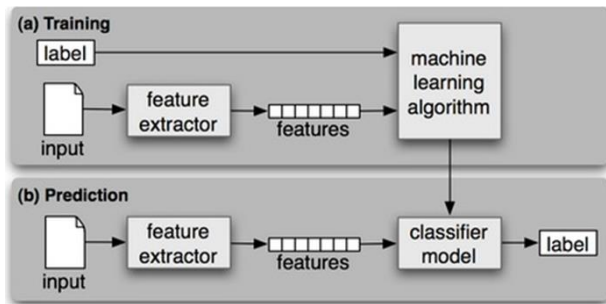 (a) Training
label
machine
learning
algorithm
feature
extractor
features
input
(b) Prediction
feature
extractor
features
input
classifier
model
label